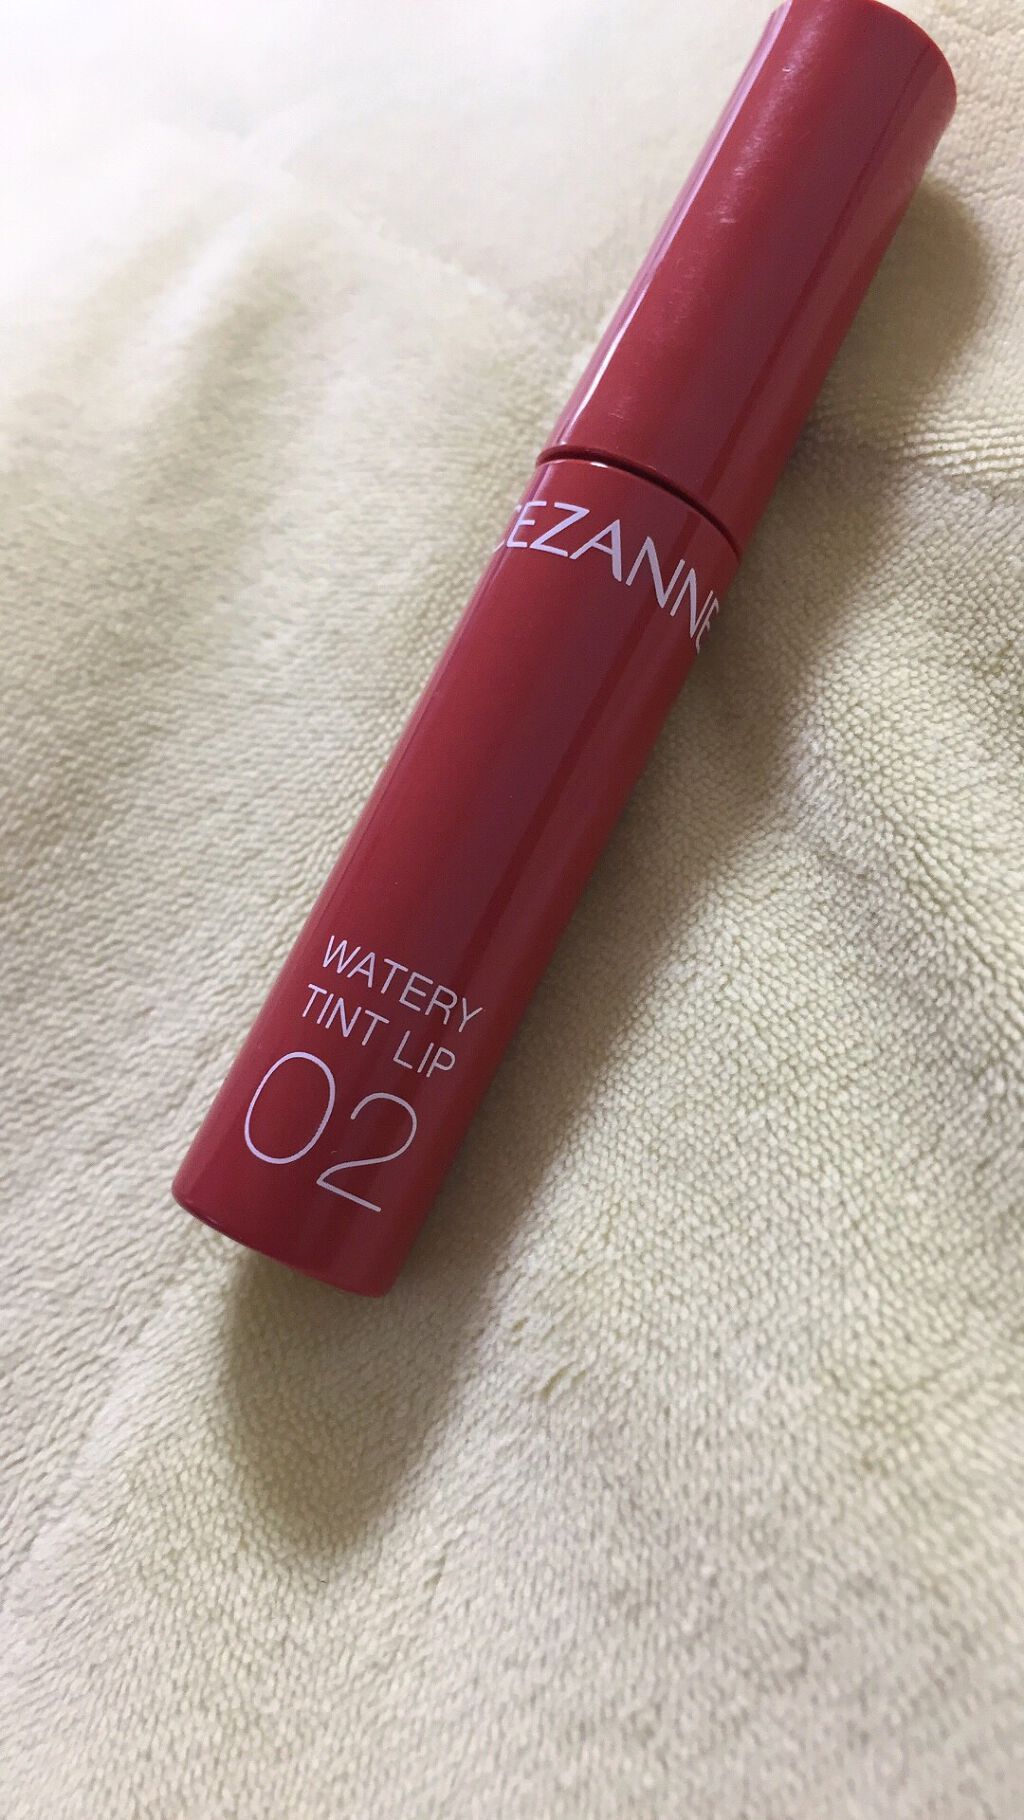 CEZANNE
WATERY
TINT LIP
02